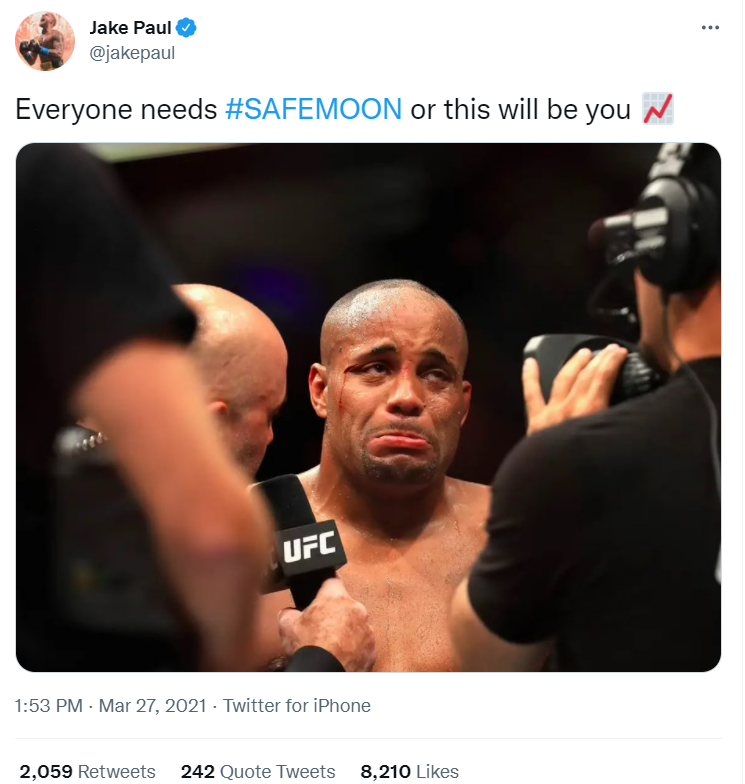 Jake Paul
@jakepaul
Everyone needs #SAFEMOON or this will be you 📈
UFC
1:53 PM · Mar 27, 2021 · Twitter for iPhone
2,059 Retweets 242 Quote Tweets 8,210 Likes